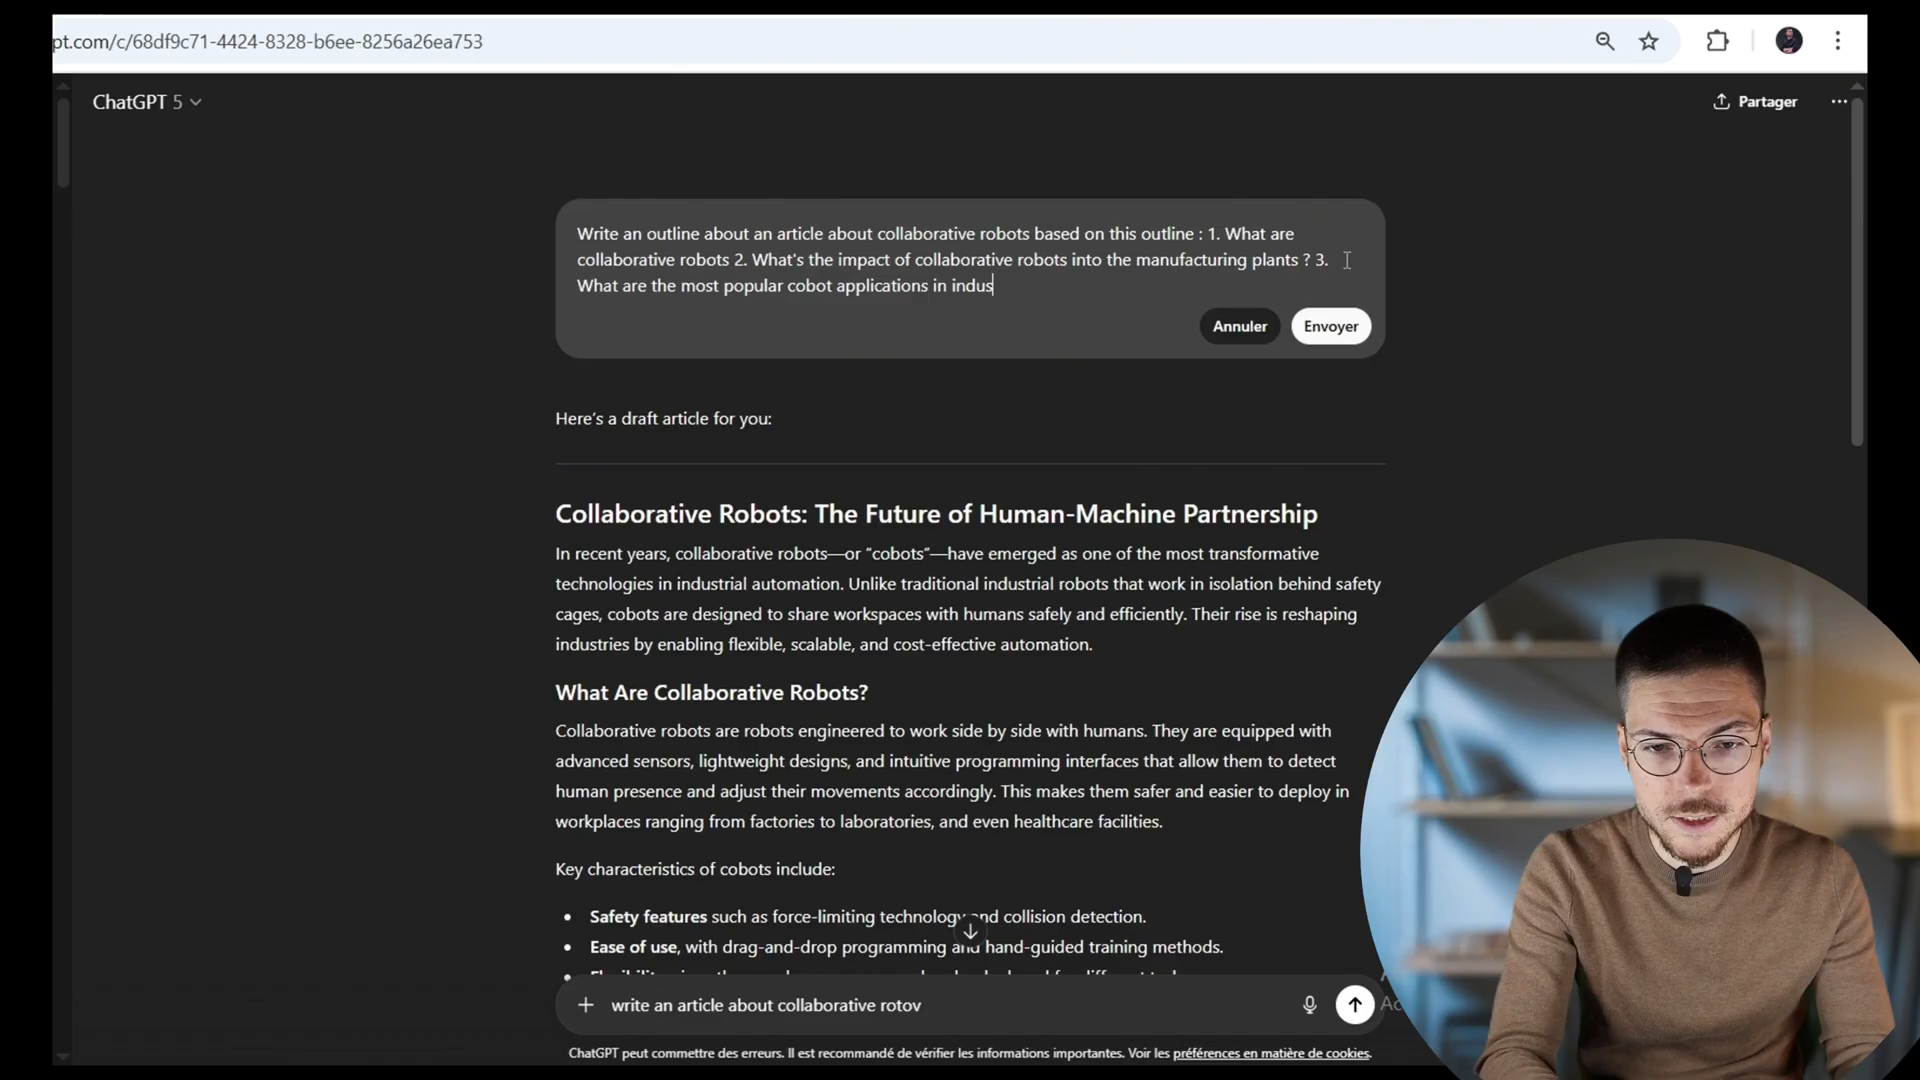 pt.com/c/68df9c71-4424-8328-b6ee-8256a26ea753
ChatGPT 5
Partager
Write an outline about an article about collaborative robots based on this outline : 1. What are
collaborative robots 2. What's the impact of collaborative robots into the manufacturing plants ? 3.
What are the most popular cobot applications in indus
Annuler
Envoyer
Here's a draft article for you:
Collaborative Robots: The Future of Human-Machine Partnership
In recent years, collaborative robots—or "cobots"—have emerged as one of the most transformative
technologies in industrial automation. Unlike traditional industrial robots that work in isolation behind safety
cages, cobots are designed to share workspaces with humans safely and efficiently. Their rise is reshaping
industries by enabling flexible, scalable, and cost-effective automation.
What Are Collaborative Robots?
Collaborative robots are robots engineered to work side by side with humans. They are equipped with
advanced sensors, lightweight designs, and intuitive programming interfaces that allow them to detect
human presence and adjust their movements accordingly. This makes them safer and easier to deploy in
workplaces ranging from factories to laboratories, and even healthcare facilities.
Key characteristics of cobots include:
• Safety features such as force-limiting technology and collision detection.
• Ease of use, with drag-and-drop programming and hand-guided training methods.
write an article about collaborative rotov
ChatGPT peut commettre des erreurs. Il est recommandé de vérifier les informations importantes. Voir les préférences en matière de cookies.